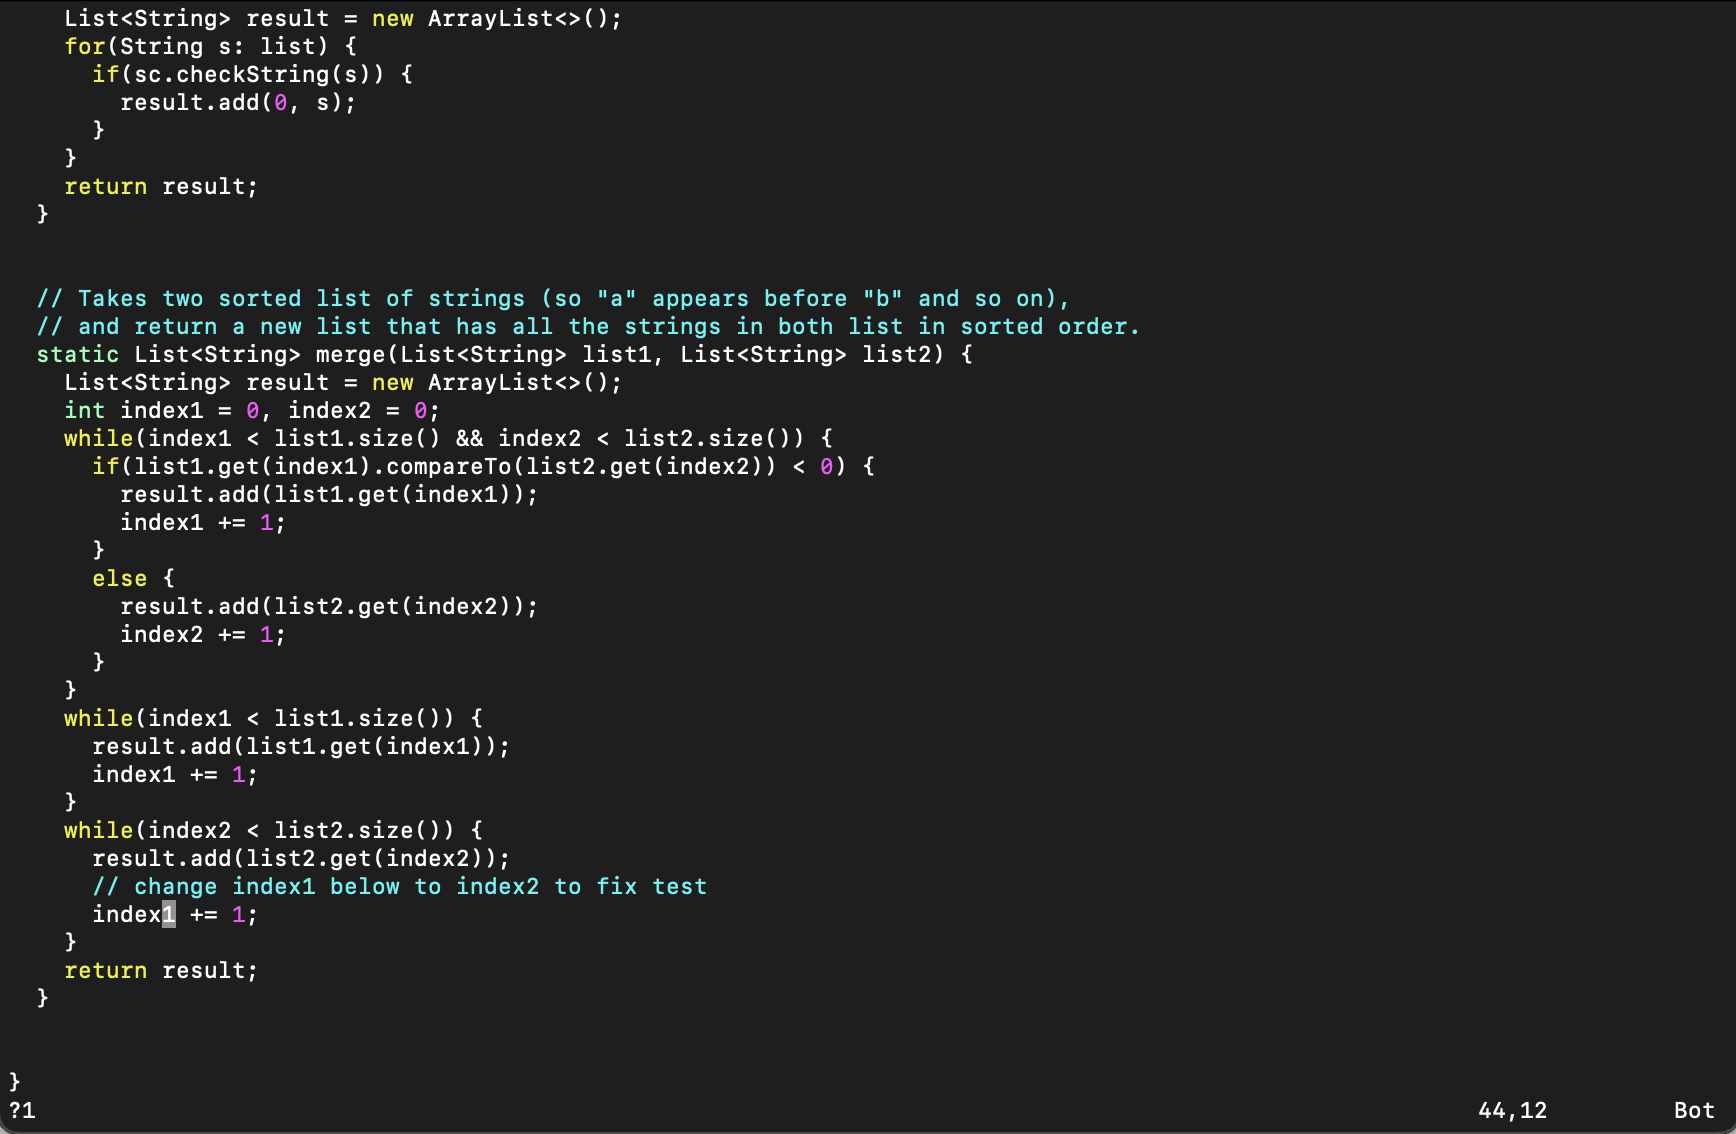 List<String> result = new ArrayList<>();
    for(String s: list) {
      if(sc.checkString(s)) {
        result.add(0, s);
      }
    }
    return result;
  }


  // Takes two sorted list of strings (so "a" appears before "b" and so on),
  // and return a new list that has all the strings in both list in sorted order.
  static List<String> merge(List<String> list1, List<String> list2) {
    List<String> result = new ArrayList<>();
    int index1 = 0, index2 = 0;
    while(index1 < list1.size() && index2 < list2.size()) {
      if(list1.get(index1).compareTo(list2.get(index2)) < 0) {
        result.add(list1.get(index1));
        index1 += 1;
      }
      else {
        result.add(list2.get(index2));
        index2 += 1;
      }
    }
    while(index1 < list1.size()) {
      result.add(list1.get(index1));
      index1 += 1;
    }
    while(index2 < list2.size()) {
      result.add(list2.get(index2));
      // change index1 below to index2 to fix test
      index1 += 1;
    }
    return result;
  }


}
?1 44,12 Bot